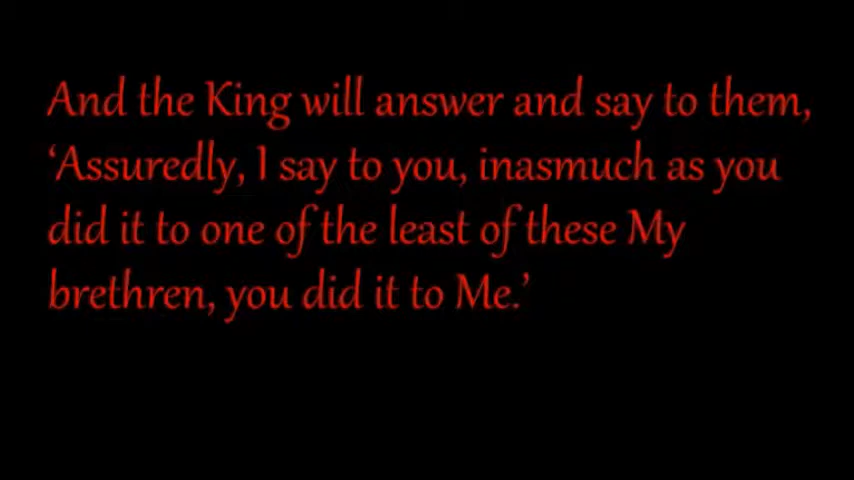 And the King will answer and say to them,
‘Assuredly, I say to you, inasmuch as you
did it to one of the least of these My
brethren, you did it to Me.’